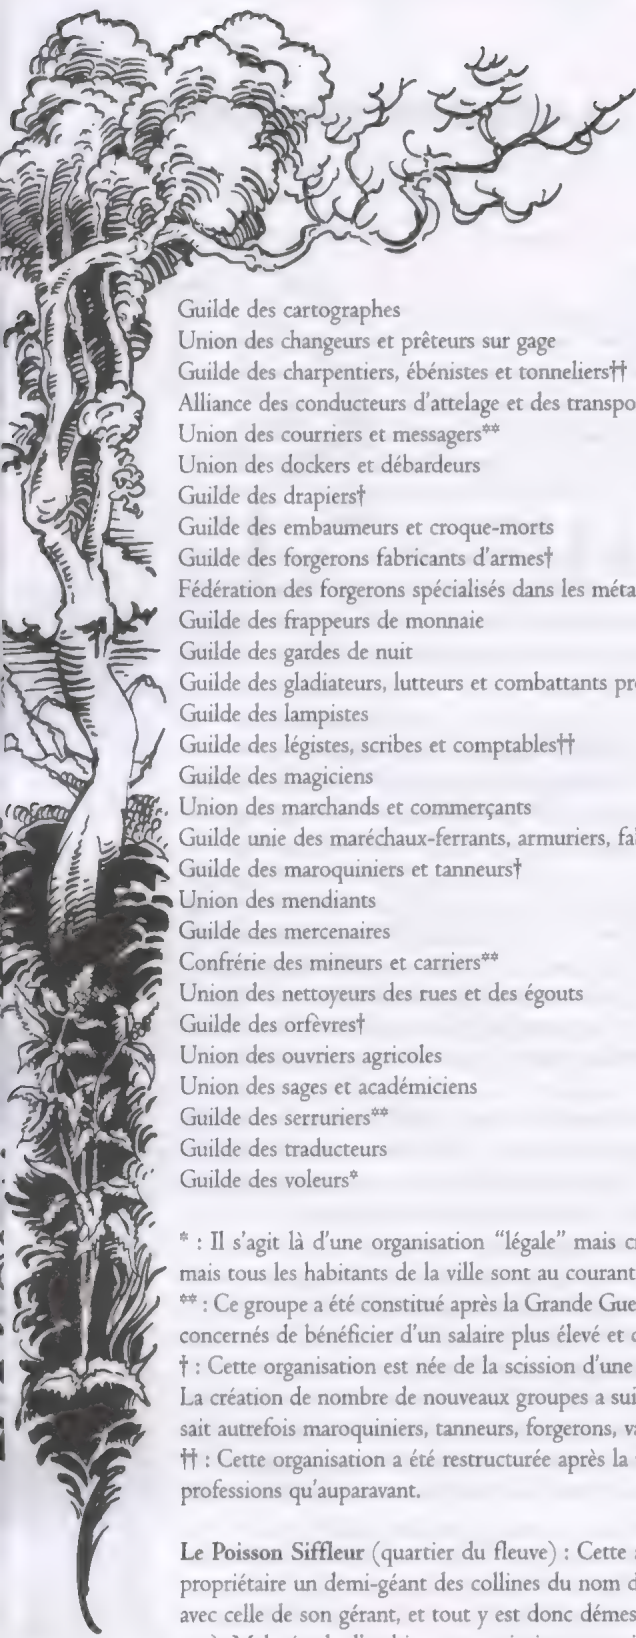 Guilde des cartographes
Union des changeurs et prêteurs sur gage
Guilde des charpentiers, ébénistes et tonneliers††
Alliance des conducteurs d'attelage et des transpo
Union des courriers et messagers**
Union des dockers et débardeurs
Guilde des drapiers†
Guilde des embaumeurs et croque-morts
Guilde des forgerons fabricants d'armes†
Fédération des forgerons spécialisés dans les méta
Guilde des frappeurs de monnaie
Guilde des gardes de nuit
Guilde des gladiateurs, lutteurs et combattants pr
Guilde des lampistes
Guilde des légistes, scribes et comptables††
Guilde des magiciens
Union des marchands et commerçants
Guilde unie des maréchaux-ferrants, armuriers, fa
Guilde des maroquiniers et tanneurs†
Union des mendiants
Guilde des mercenaires
Confrérie des mineurs et carriers**
Union des nettoyeurs des rues et des égouts
Guilde des orfèvres†
Union des ouvriers agricoles
Union des sages et académiciens
Guilde des serruriers**
Guilde des traducteurs
Guilde des voleurs*
* : Il s'agit là d'une organisation “légale” mais c
mais tous les habitants de la ville sont au courant
** : Ce groupe a été constitué après la Grande Gue
concernés de bénéficier d'un salaire plus élevé et
† : Cette organisation est née de la scission d'une
La création de nombre de nouveaux groupes a sui
sait autrefois maroquiniers, tanneurs, forgerons, va
†† : Cette organisation a été restructurée après la
professions qu'auparavant.
Le Poisson Siffleur (quartier du fleuve) : Cette a
propriétaire un demi-géant des collines du nom d
avec celle de son gérant, et tout y est donc démes